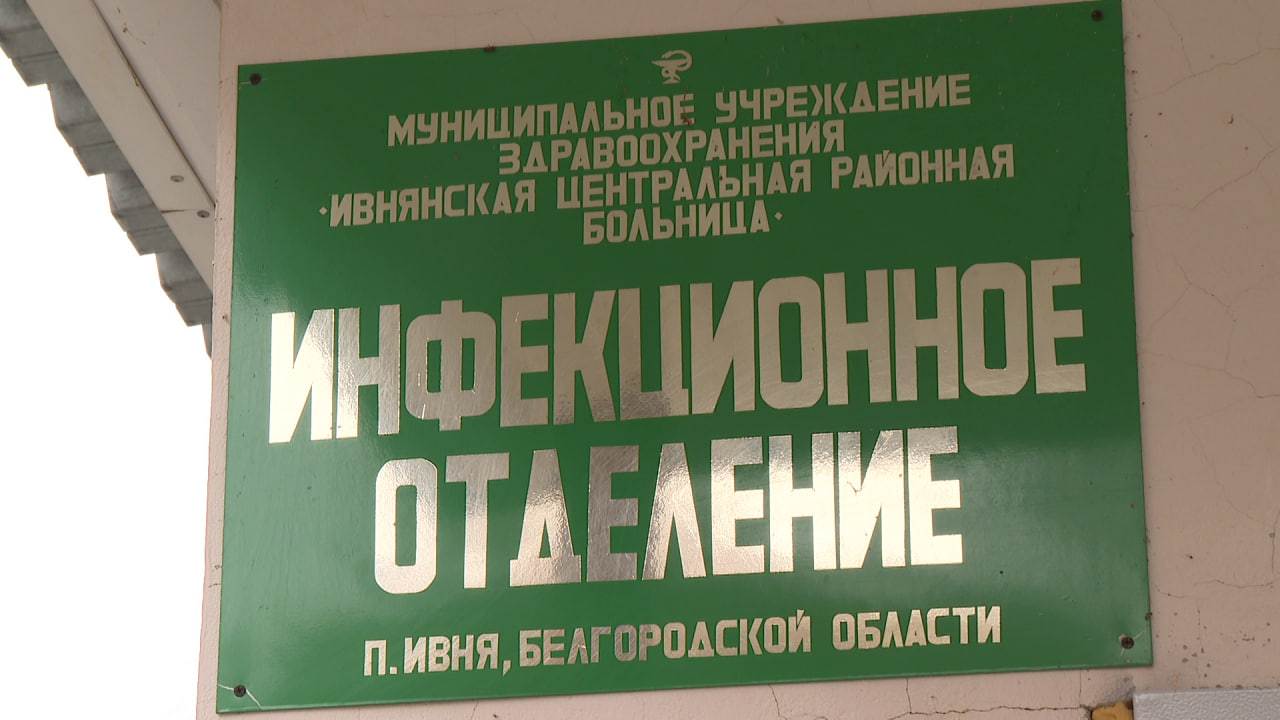 МУНИЦИПАЛЬНОЕ УЧРЕЖДЕНИЕ
ЗДРАВООХРАНЕНИЯ
·ИВНЯНСКАЯ ЦЕНТРАЛЬНАЯ РАЙОННАЯ
БОЛЬНИЦА·
ИНФЕКЦИОННОЕ
ОТДЕЛЕНИЕ
П. ИВНЯ, БЕЛГОРОДСКОЙ ОБЛАСТИ